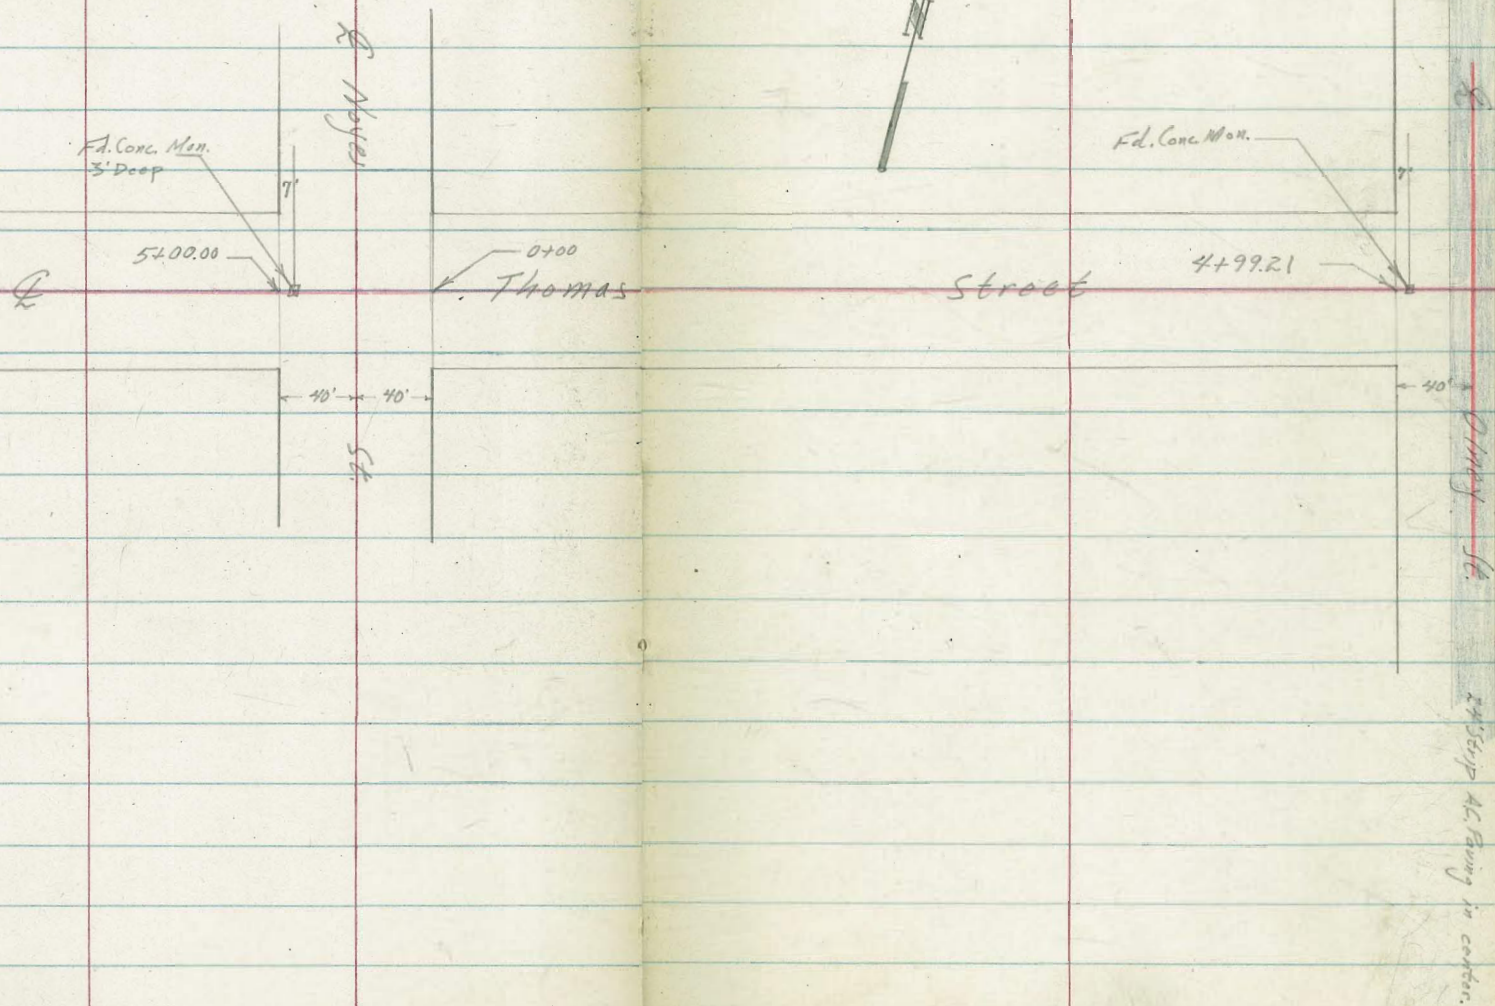 N
℄ Noyes St.
Fd. Conc. Mon.
3' Deep
7'
5+00.00
0+00
℄ Thomas Street
Fd. Conc. Mon.
7'
4+99.21
40' 40'
40'
℄ Olney St.
24' Strip A.C. Paving in center.